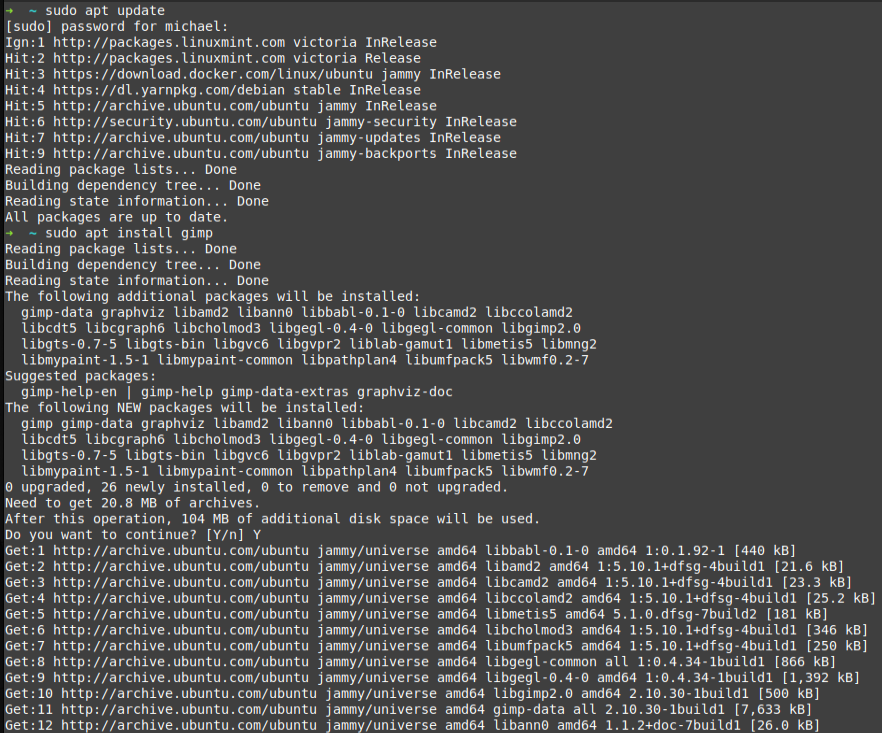 ➜  ~ sudo apt update
[sudo] password for michael:
Ign:1 http://packages.linuxmint.com victoria InRelease
Hit:2 http://packages.linuxmint.com victoria Release
Hit:3 https://download.docker.com/linux/ubuntu jammy InRelease
Hit:4 https://dl.yarnpkg.com/debian stable InRelease
Hit:5 http://archive.ubuntu.com/ubuntu jammy InRelease
Hit:6 http://security.ubuntu.com/ubuntu jammy-security InRelease
Hit:7 http://archive.ubuntu.com/ubuntu jammy-updates InRelease
Hit:9 http://archive.ubuntu.com/ubuntu jammy-backports InRelease
Reading package lists... Done
Building dependency tree... Done
Reading state information... Done
All packages are up to date.
➜  ~ sudo apt install gimp
Reading package lists... Done
Building dependency tree... Done
Reading state information... Done
The following additional packages will be installed:
  gimp-data graphviz libamd2 libann0 libbabl-0.1-0 libcamd2 libccolamd2
  libcdt5 libcgraph6 libcholmod3 libgegl-0.4-0 libgegl-common libgimp2.0
  libgts-0.7-5 libgts-bin libgvc6 libgvpr2 liblab-gamut1 libmetis5 libmng2
  libmypaint-1.5-1 libmypaint-common libpathplan4 libumfpack5 libwmf0.2-7
Suggested packages:
  gimp-help-en | gimp-help gimp-data-extras graphviz-doc
The following NEW packages will be installed:
  gimp gimp-data graphviz libamd2 libann0 libbabl-0.1-0 libcamd2 libccolamd2
  libcdt5 libcgraph6 libcholmod3 libgegl-0.4-0 libgegl-common libgimp2.0
  libgts-0.7-5 libgts-bin libgvc6 libgvpr2 liblab-gamut1 libmetis5 libmng2
  libmypaint-1.5-1 libmypaint-common libpathplan4 libumfpack5 libwmf0.2-7
0 upgraded, 26 newly installed, 0 to remove and 0 not upgraded.
Need to get 20.8 MB of archives.
After this operation, 104 MB of additional disk space will be used.
Do you want to continue? [Y/n] Y
Get:1 http://archive.ubuntu.com/ubuntu jammy/universe amd64 libbabl-0.1-0 amd64 1:0.1.92-1 [440 kB]
Get:2 http://archive.ubuntu.com/ubuntu jammy/universe amd64 libamd2 amd64 1:5.10.1+dfsg-4build1 [21.6 kB]
Get:3 http://archive.ubuntu.com/ubuntu jammy/universe amd64 libcamd2 amd64 1:5.10.1+dfsg-4build1 [23.3 kB]
Get:4 http://archive.ubuntu.com/ubuntu jammy/universe amd64 libccolamd2 amd64 1:5.10.1+dfsg-4build1 [25.2 kB]
Get:5 http://archive.ubuntu.com/ubuntu jammy/universe amd64 libmetis5 amd64 5.1.0.dfsg-7build2 [181 kB]
Get:6 http://archive.ubuntu.com/ubuntu jammy/universe amd64 libcholmod3 amd64 1:5.10.1+dfsg-4build1 [346 kB]
Get:7 http://archive.ubuntu.com/ubuntu jammy/universe amd64 libumfpack5 amd64 1:5.10.1+dfsg-4build1 [250 kB]
Get:8 http://archive.ubuntu.com/ubuntu jammy/universe amd64 libgegl-common all 1:0.4.34-1build1 [866 kB]
Get:9 http://archive.ubuntu.com/ubuntu jammy/universe amd64 libgegl-0.4-0 amd64 1:0.4.34-1build1 [1,392 kB]
Get:10 http://archive.ubuntu.com/ubuntu jammy/universe amd64 libgimp2.0 amd64 2.10.30-1build1 [500 kB]
Get:11 http://archive.ubuntu.com/ubuntu jammy/universe amd64 gimp-data all 2.10.30-1build1 [7,633 kB]
Get:12 http://archive.ubuntu.com/ubuntu jammy/universe amd64 libann0 amd64 1.1.2+doc-7build1 [26.0 kB]